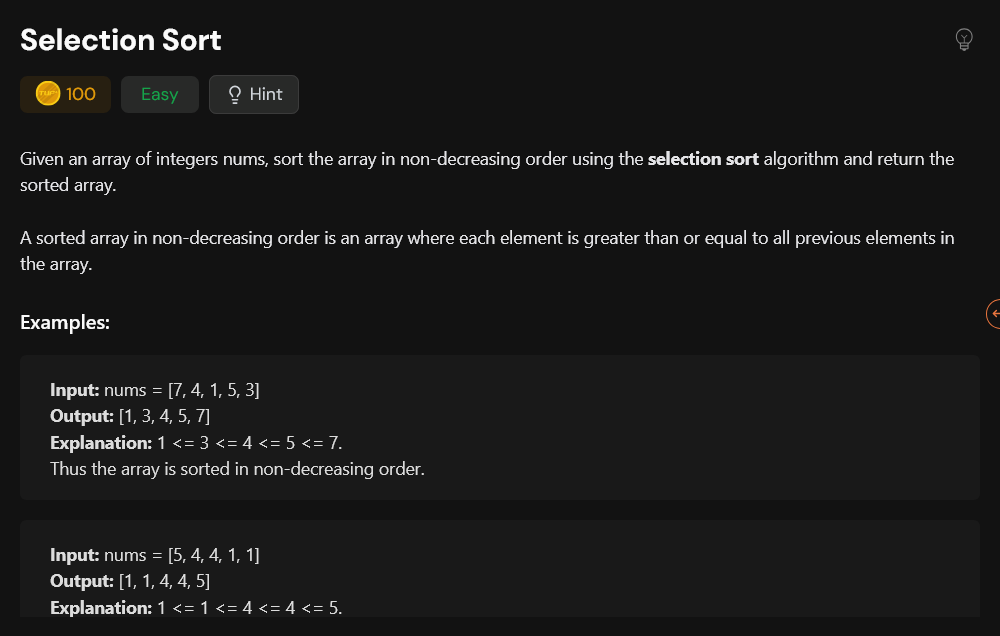 Selection Sort
100
Easy
Hint
Given an array of integers nums, sort the array in non-decreasing order using the selection sort algorithm and return the
sorted array.
A sorted array in non-decreasing order is an array where each element is greater than or equal to all previous elements in
the array.
Examples:
Input: nums = [7, 4, 1, 5, 3]
Output: [1, 3, 4, 5, 7]
Explanation: 1 <= 3 <= 4 <= 5 <= 7.
Thus the array is sorted in non-decreasing order.
Input: nums = [5, 4, 4, 1, 1]
Output: [1, 1, 4, 4, 5]
Explanation: 1 <= 1 <= 4 <= 4 <= 5.